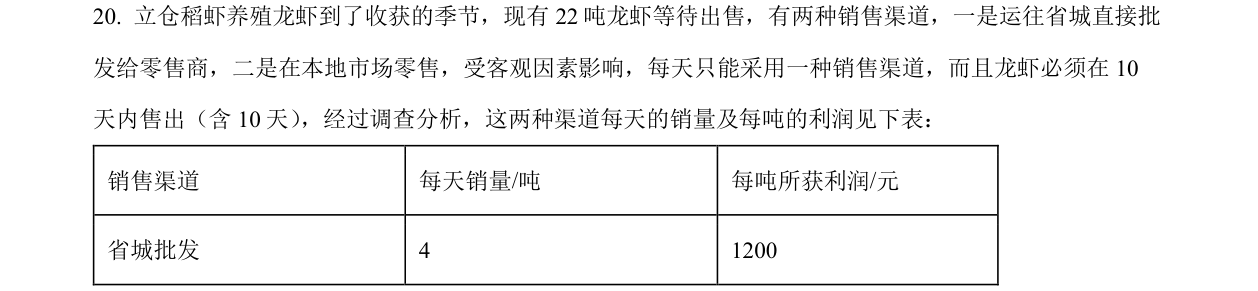 20. 立仓稻虾养殖龙虾到了收获的季节，现有 22 吨龙虾等待出售，有两种销售渠道，一是运往省城直接批
发给零售商，二是在本地市场零售，受客观因素影响，每天只能采用一种销售渠道，而且龙虾必须在 10
天内售出（含 10 天），经过调查分析，这两种渠道每天的销量及每吨的利润见下表：
销售渠道 每天销量/吨 每吨所获利润/元
省城批发 4 1200